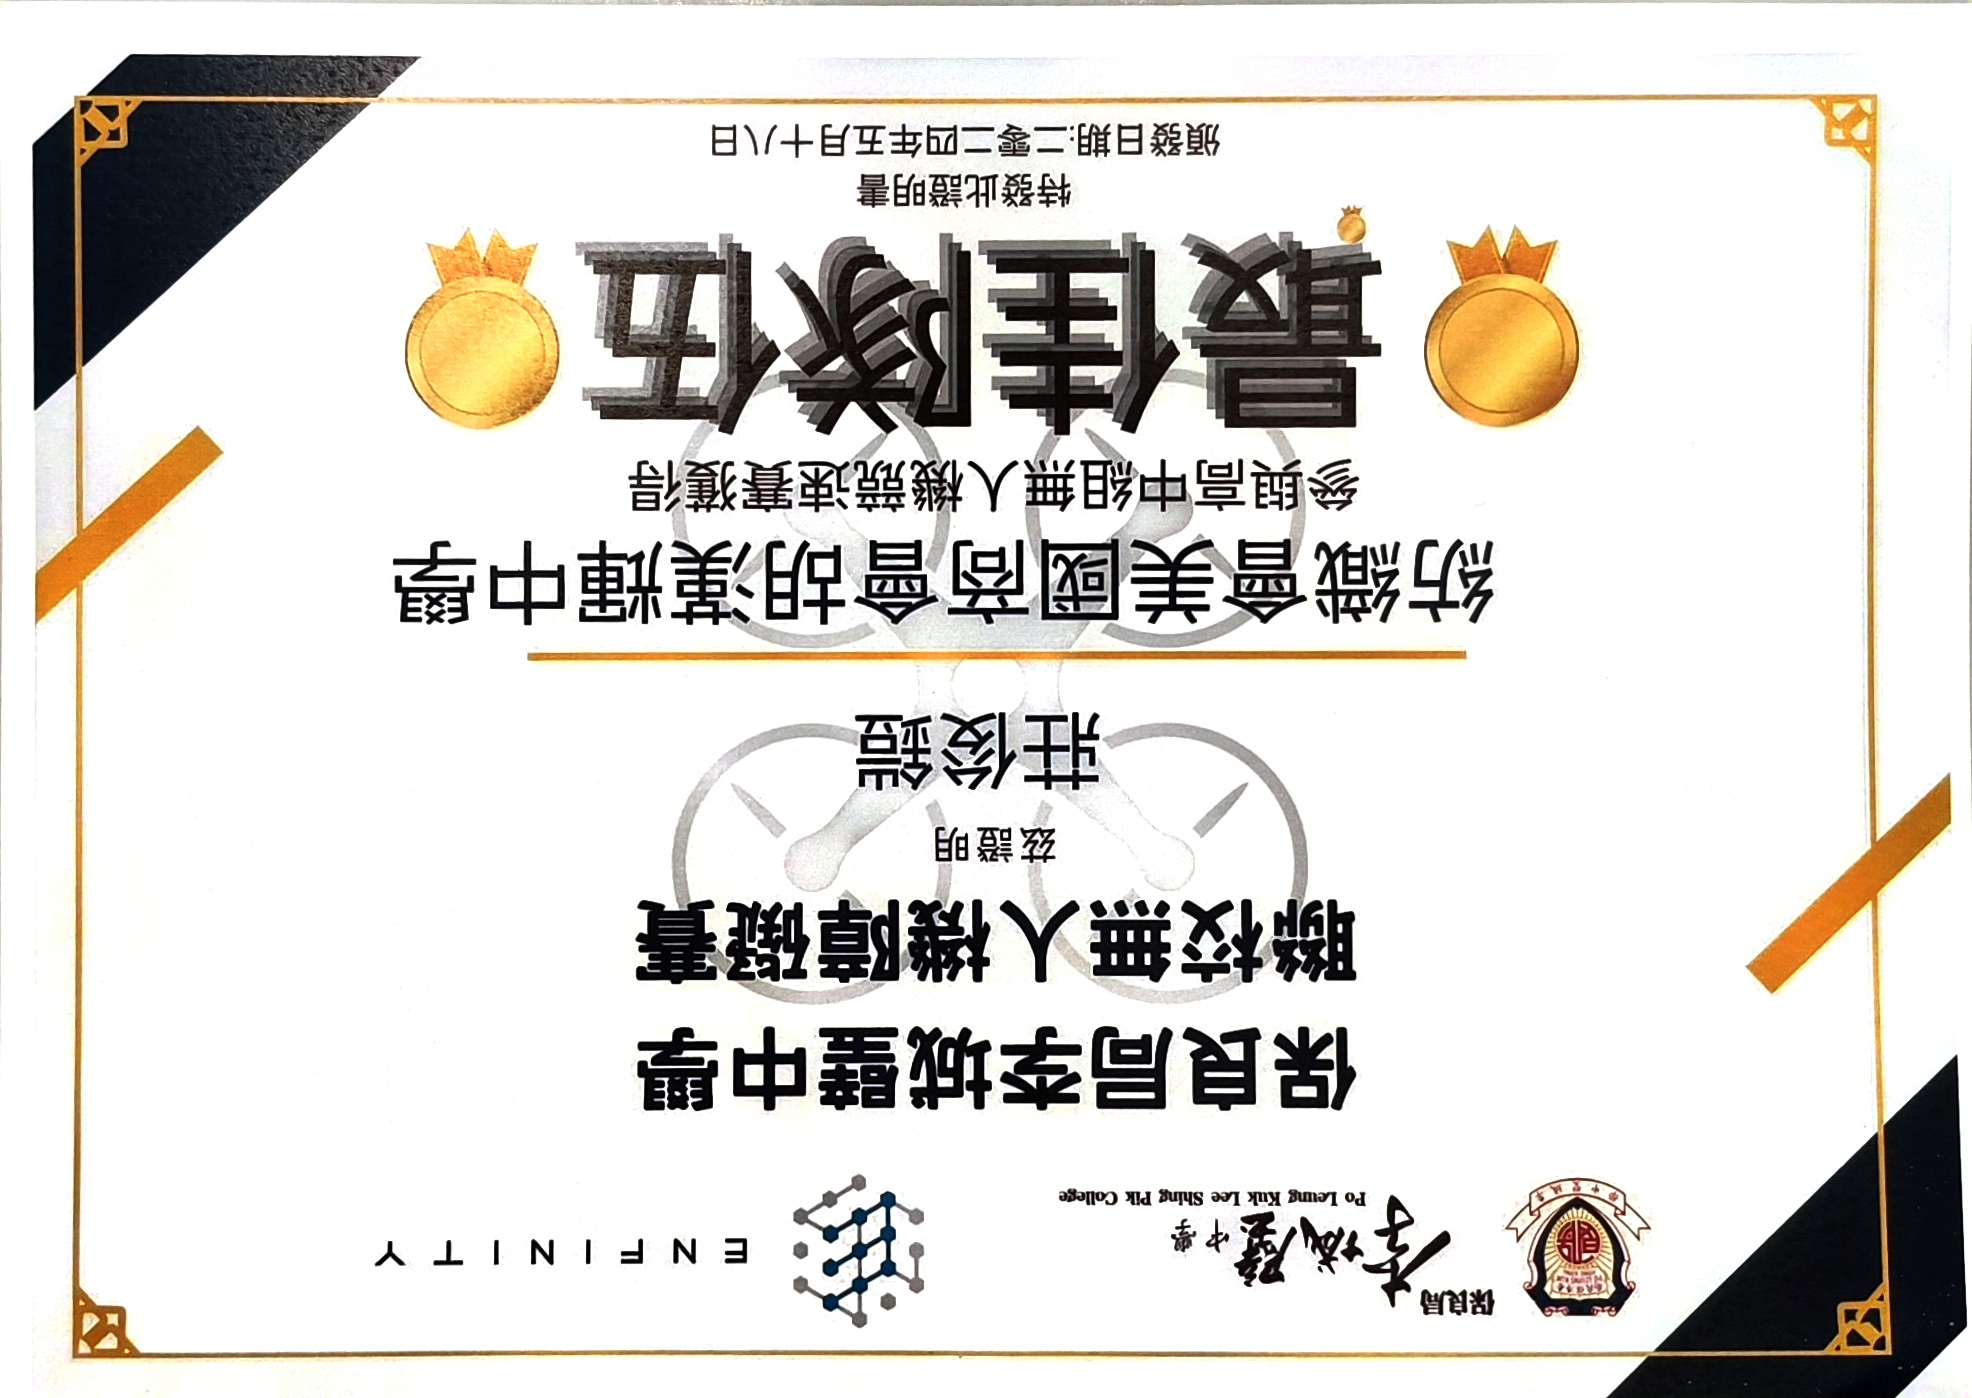 保良局
李城璧中學
Po Leung Kuk Lee Shing Pik College
ENFINITY
保良局李城璧中學
聯校無人機障礙賽
茲證明
莊俊鎧
紡織會美國商會胡漢輝中學
參與高中組無人機競速賽獲得
最佳隊伍
特發此證明書
頒發日期:二零二四年五月十八日